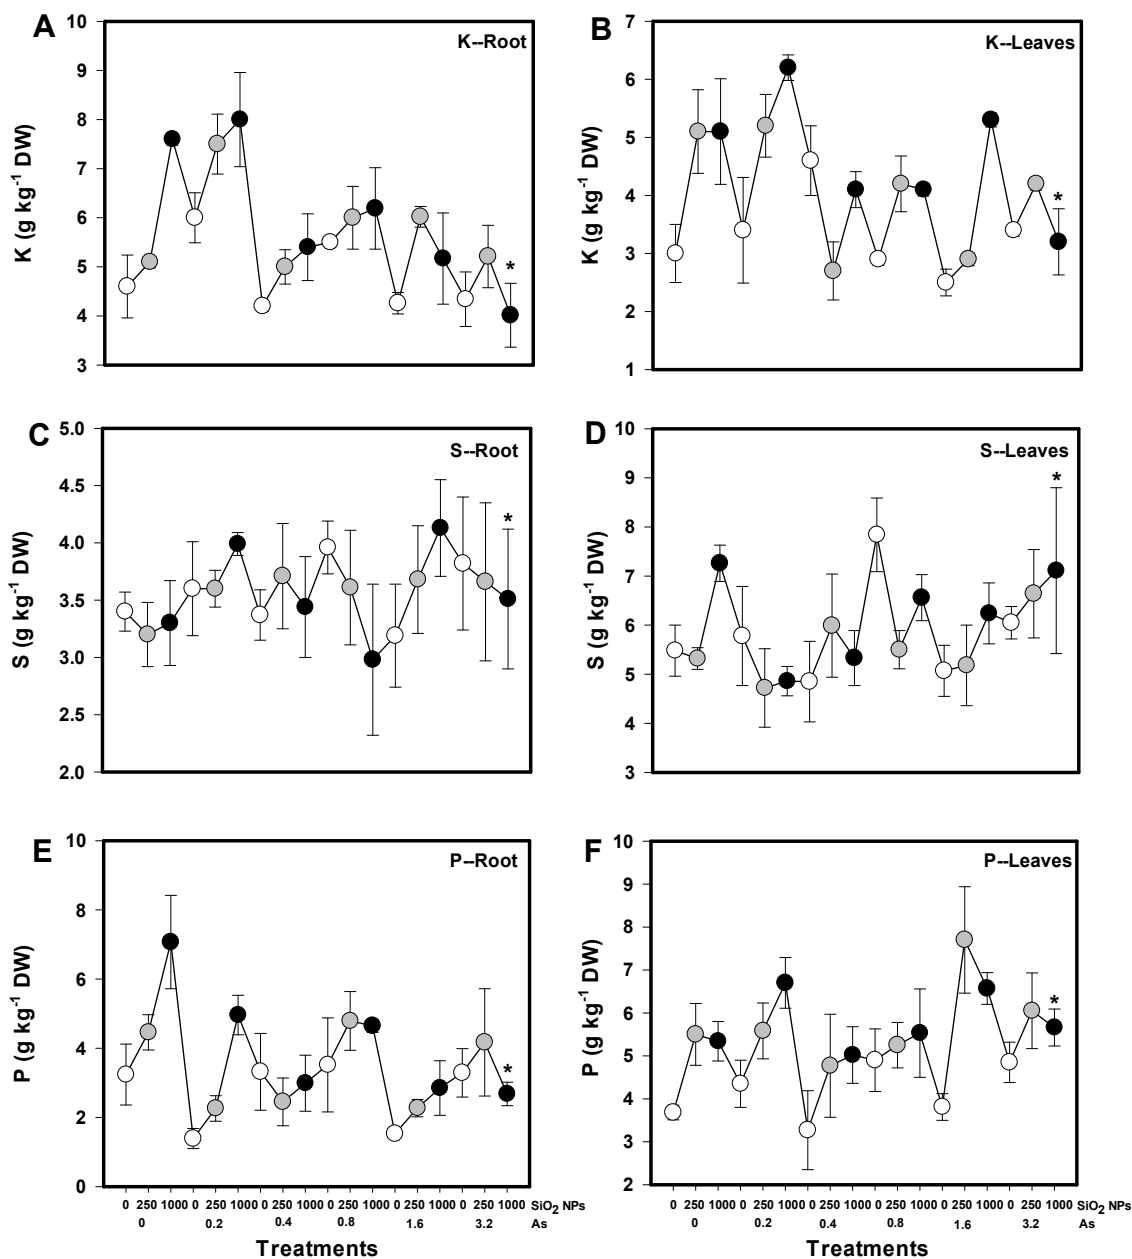 A
K--Root
10
9
8
7
6
5
4
3
K (g kg-1 DW)
*
B
K--Leaves
7
6
5
4
3
2
1
K (g kg-1 DW)
*
C
S--Root
5.0
4.5
4.0
3.5
3.0
2.5
2.0
S (g kg-1 DW)
*
D
S--Leaves
10
9
8
7
6
5
4
3
S (g kg-1 DW)
*
E
P--Root
10
8
6
4
2
0
P (g kg-1 DW)
*
0 250 1000 0 250 1000 0 250 1000 0 250 1000 0 250 1000 0 250 1000 SiO2 NPs
0 0.2 0.4 0.8 1.6 3.2 As
Treatments
F
P--Leaves
10
9
8
7
6
5
4
3
2
P (g kg-1 DW)
*
0 250 1000 0 250 1000 0 250 1000 0 250 1000 0 250 1000 0 250 1000 SiO2 NPs
0 0.2 0.4 0.8 1.6 3.2 As
Treatments